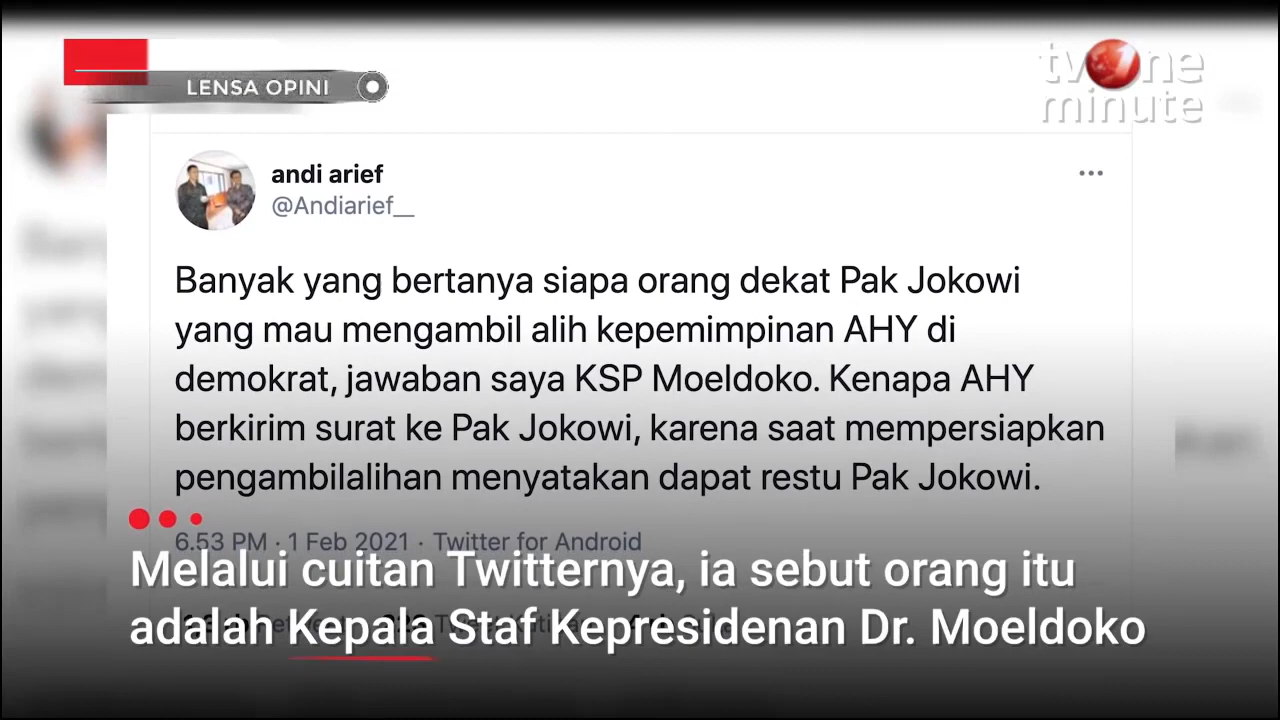 LENSA OPINI
tvOne
minute
andi arief
@Andiarief__
Banyak yang bertanya siapa orang dekat Pak Jokowi
yang mau mengambil alih kepemimpinan AHY di
demokrat, jawaban saya KSP Moeldoko. Kenapa AHY
berkirim surat ke Pak Jokowi, karena saat mempersiapkan
pengambilalihan menyatakan dapat restu Pak Jokowi.
6.53 PM · 1 Feb 2021 · Twitter for Android
Melalui cuitan Twitternya, ia sebut orang itu
adalah Kepala Staf Kepresidenan Dr. Moeldoko